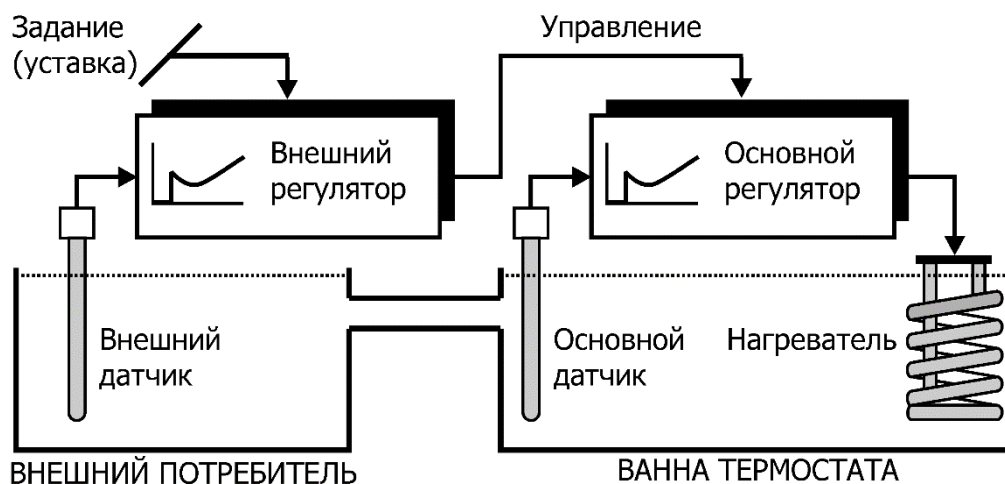 Задание
(уставка)
Управление
Внешний
регулятор
Основной
регулятор
Внешний
датчик
Основной
датчик
Нагреватель
ВНЕШНИЙ ПОТРЕБИТЕЛЬ
ВАННА ТЕРМОСТАТА